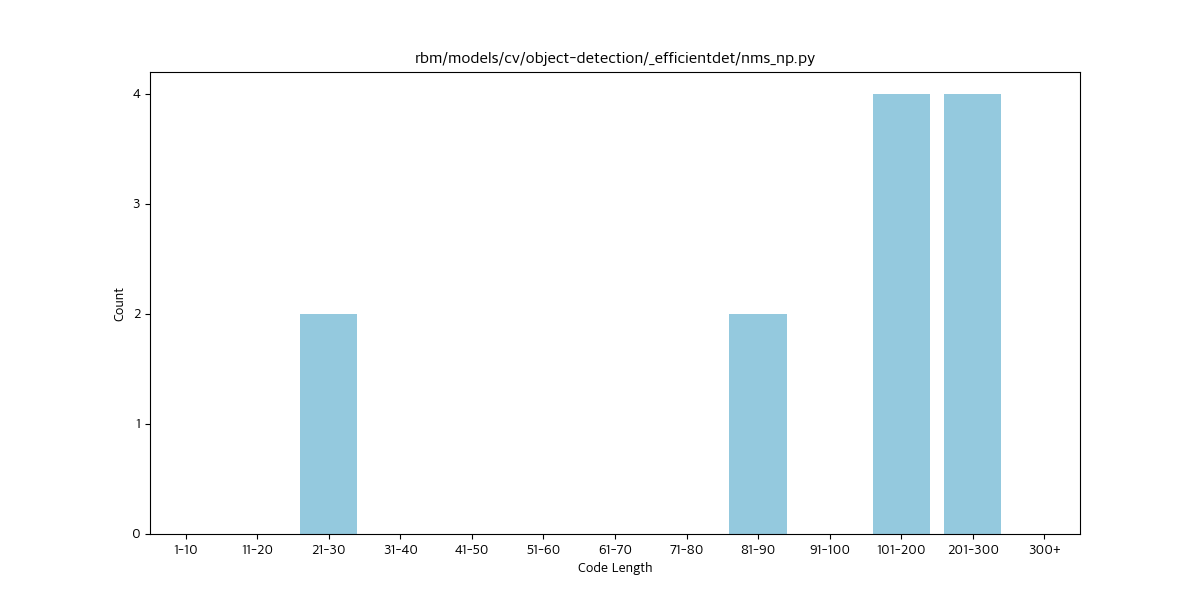 rbm/models/cv/object-detection/_efficientdet/nms_np.py
4
3
2
1
0
Count
1-10 11-20 21-30 31-40 41-50 51-60 61-70 71-80 81-90 91-100 101-200 201-300 300+
Code Length